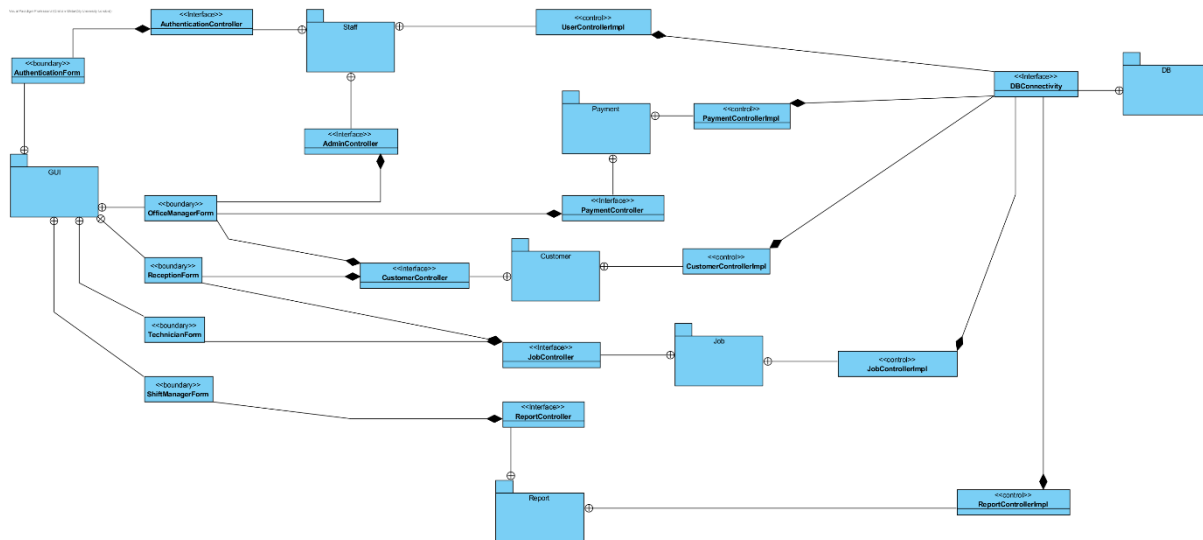 <<Interface>>
AuthenticationController
Staff
<<control>>
UserControllerImpl
<<boundary>>
AuthenticationForm
<<Interface>>
DBConnectivity
DB
Payment
<<control>>
PaymentControllerImpl
<<Interface>>
AdminController
GUI
<<boundary>>
OfficeManagerForm
<<Interface>>
PaymentController
<<boundary>>
ReceptionForm
<<Interface>>
CustomerController
Customer
<<control>>
CustomerControllerImpl
<<boundary>>
TechnicianForm
<<Interface>>
JobController
Job
<<control>>
JobControllerImpl
<<boundary>>
ShiftManagerForm
<<Interface>>
ReportController
Report
<<control>>
ReportControllerImpl